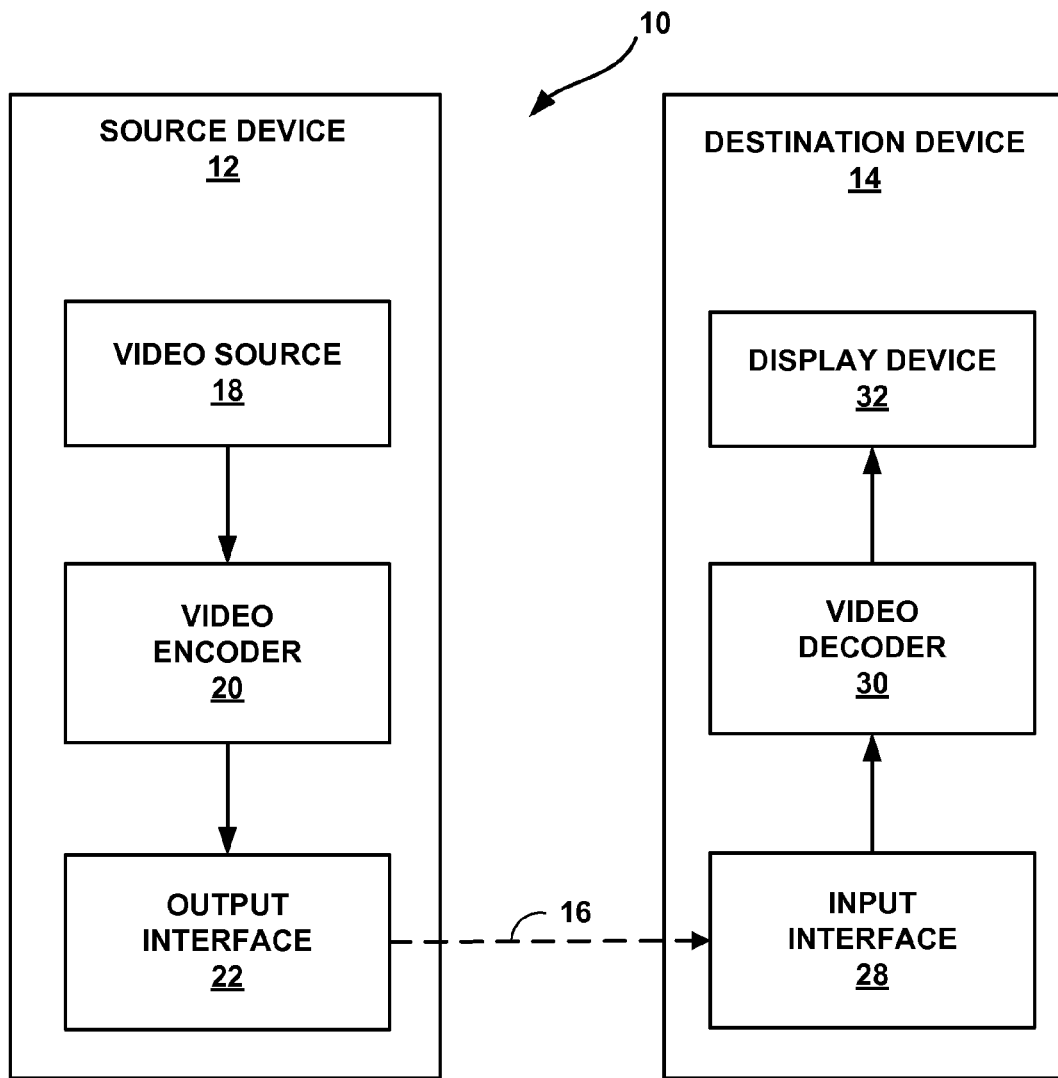 10
SOURCE DEVICE
12
VIDEO SOURCE
18
VIDEO
ENCODER
20
OUTPUT
INTERFACE
22
16
DESTINATION DEVICE
14
DISPLAY DEVICE
32
VIDEO
DECODER
30
INPUT
INTERFACE
28